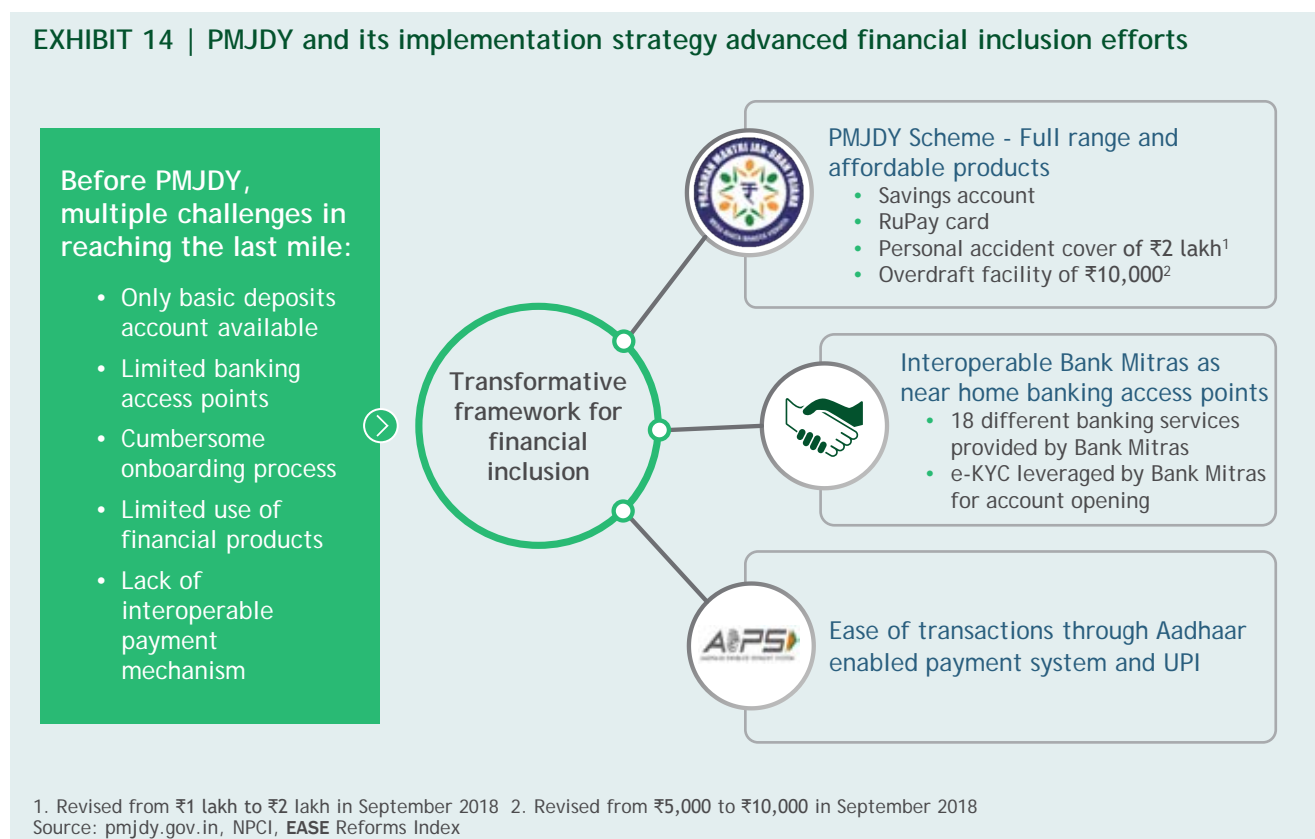 EXHIBIT 14 | PMJDY and its implementation strategy advanced financial inclusion efforts
Before PMJDY,
multiple challenges in
reaching the last mile:
• Only basic deposits
account available
• Limited banking
access points
• Cumbersome
onboarding process
• Limited use of
financial products
• Lack of
interoperable
payment
mechanism
Transformative
framework for
financial
inclusion
PRADHAN MANTRI JAN-DHAN YOJANA
PMJDY Scheme - Full range and
affordable products
• Savings account
• RuPay card
• Personal accident cover of ₹2 lakh1
• Overdraft facility of ₹10,0002
Interoperable Bank Mitras as
near home banking access points
• 18 different banking services
provided by Bank Mitras
• e-KYC leveraged by Bank Mitras
for account opening
AePS
Ease of transactions through Aadhaar
enabled payment system and UPI
1. Revised from ₹1 lakh to ₹2 lakh in September 2018 2. Revised from ₹5,000 to ₹10,000 in September 2018
Source: pmjdy.gov.in, NPCI, EASE Reforms Index